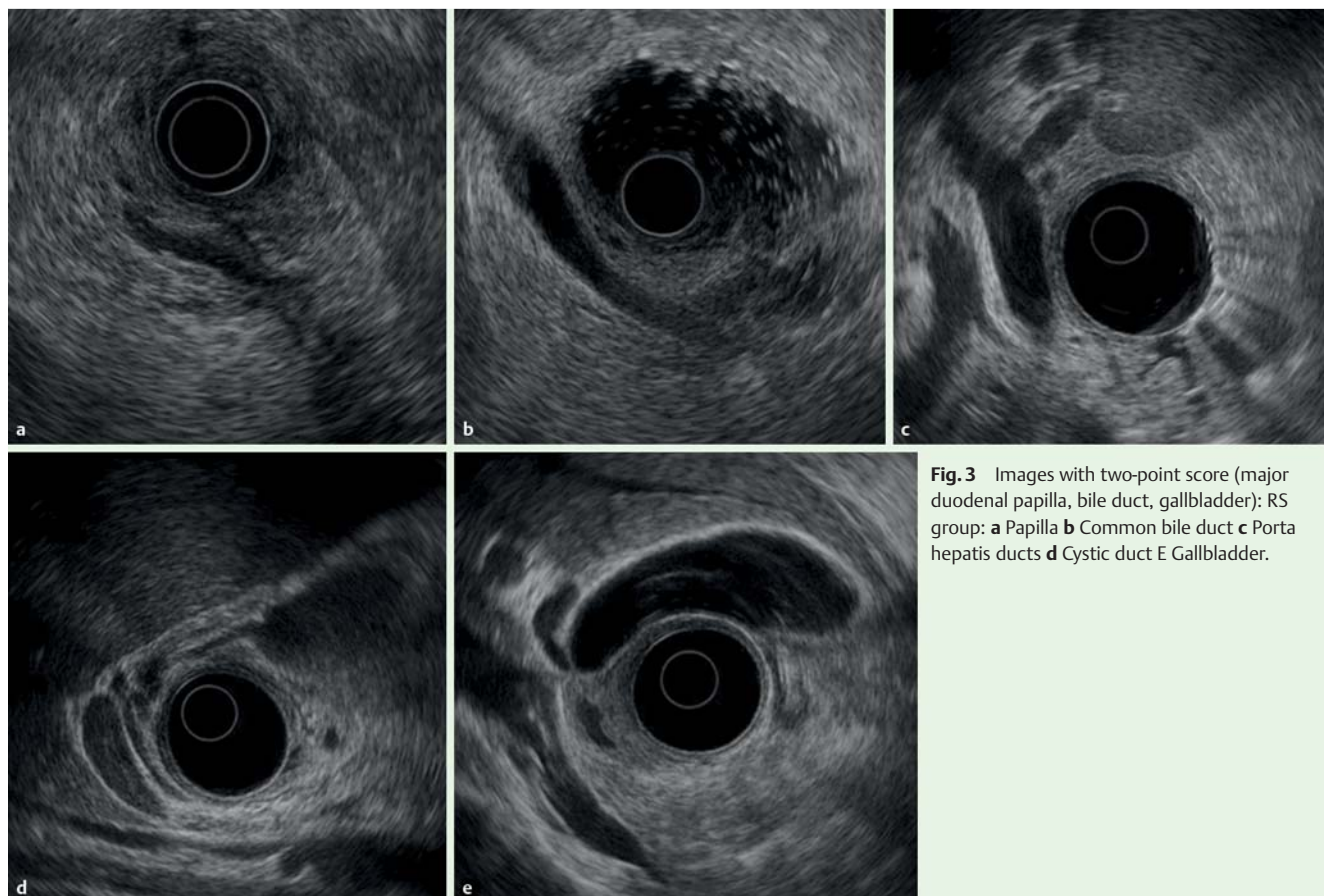 a
b
c
d
e
Fig. 3 Images with two-point score (major
duodenal papilla, bile duct, gallbladder): RS
group: a Papilla b Common bile duct c Porta
hepatis ducts d Cystic duct E Gallbladder.